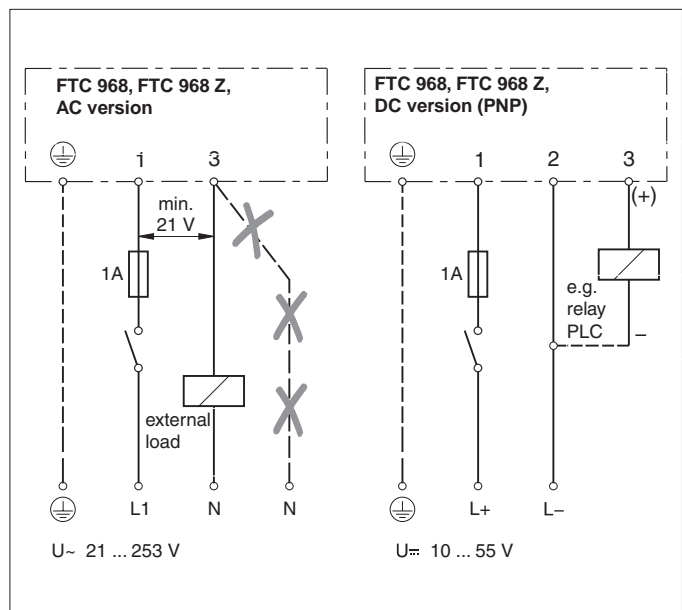 FTC 968, FTC 968 Z,
AC version
1 3
min.
21 V
1A
external
load
L1 N N
U~ 21 ... 253 V
FTC 968, FTC 968 Z,
DC version (PNP)
1 2 3
(+)
1A
e.g.
relay
PLC
–
L+ L–
U⎓ 10 ... 55 V